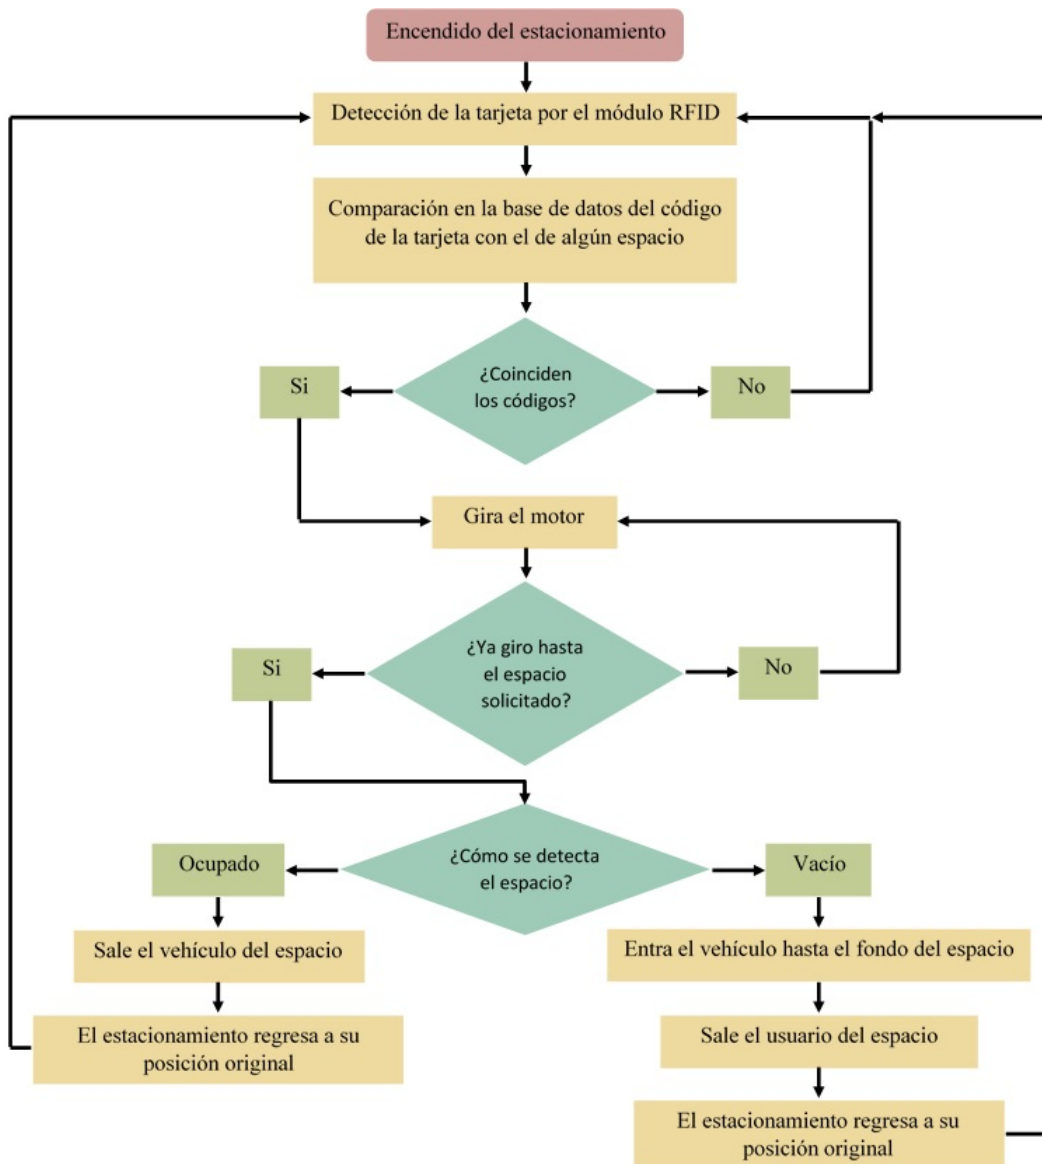 Encendido del estacionamiento
Detección de la tarjeta por el módulo RFID
Comparación en la base de datos del código
de la tarjeta con el de algún espacio
¿Coinciden
los códigos?
Si
No
Gira el motor
¿Ya giro hasta
el espacio
solicitado?
Si
No
¿Cómo se detecta
el espacio?
Ocupado
Vacío
Sale el vehículo del espacio
El estacionamiento regresa a su
posición original
Entra el vehículo hasta el fondo del espacio
Sale el usuario del espacio
El estacionamiento regresa a su
posición original